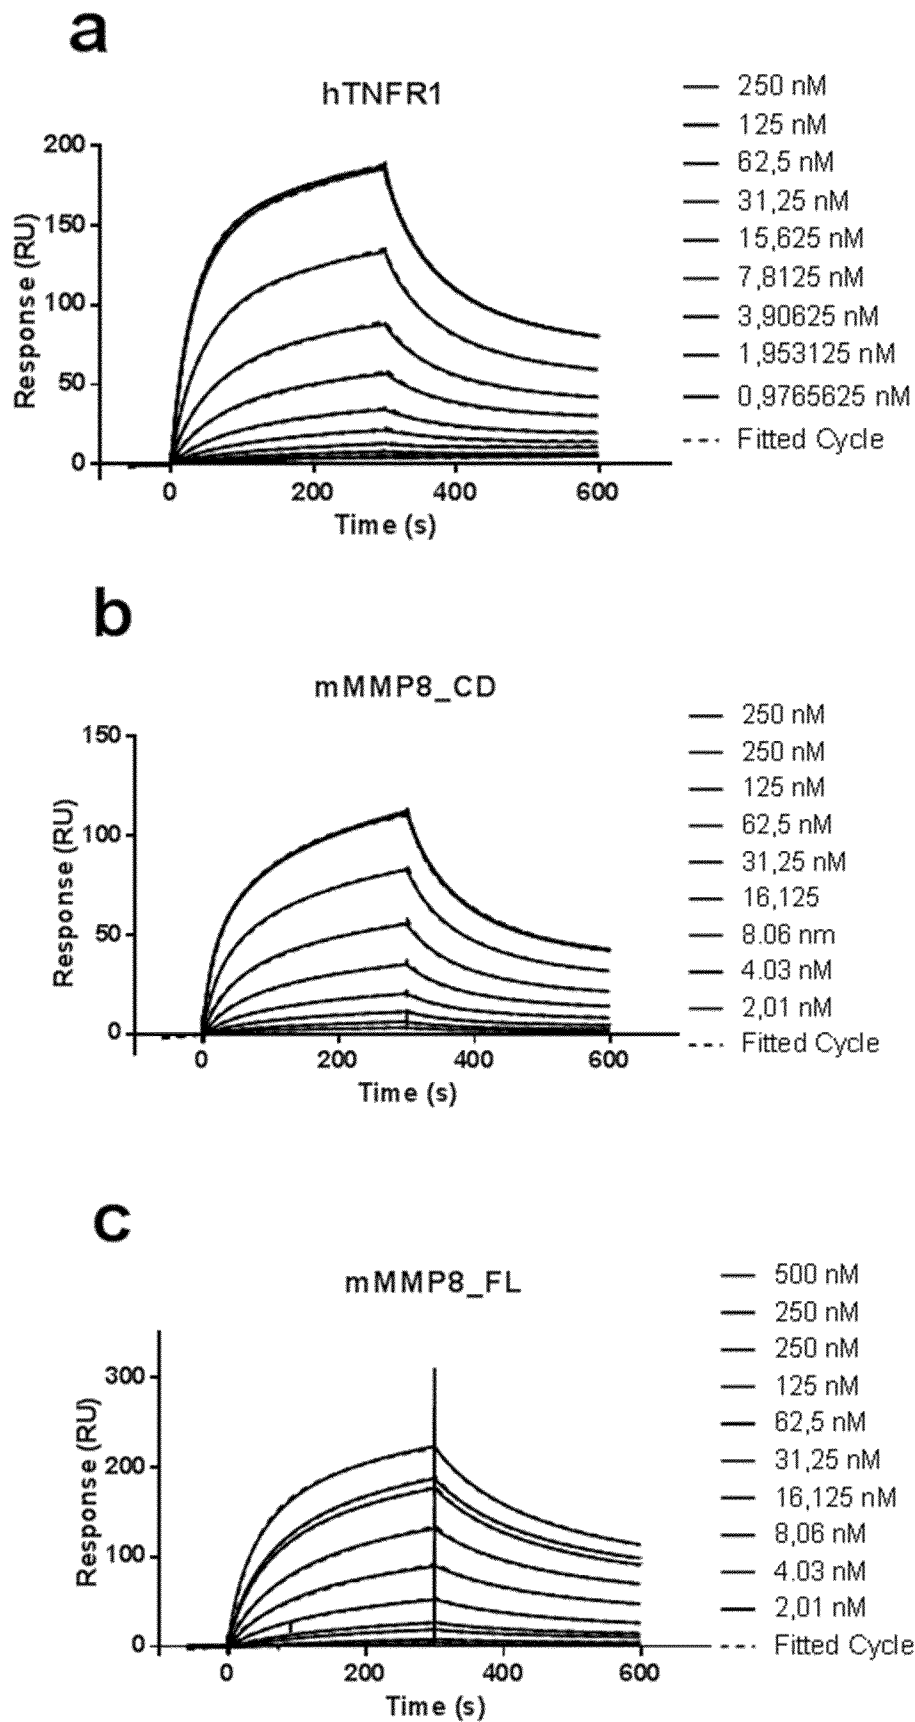 a
hTNFR1
Response (RU)
200
150
100
50
0
0 200 400 600
Time (s)
250 nM
125 nM
62,5 nM
31,25 nM
15,625 nM
7,8125 nM
3,90625 nM
1,953125 nM
0,9765625 nM
Fitted Cycle
b
mMMP8_CD
Response (RU)
150
100
50
0
0 200 400 600
Time (s)
250 nM
250 nM
125 nM
62,5 nM
31,25 nM
16,125
8.06 nm
4.03 nM
2,01 nM
Fitted Cycle
c
mMMP8_FL
Response (RU)
300
200
100
0
0 200 400 600
Time (s)
500 nM
250 nM
250 nM
125 nM
62,5 nM
31,25 nM
16,125 nM
8,06 nM
4.03 nM
2,01 nM
Fitted Cycle